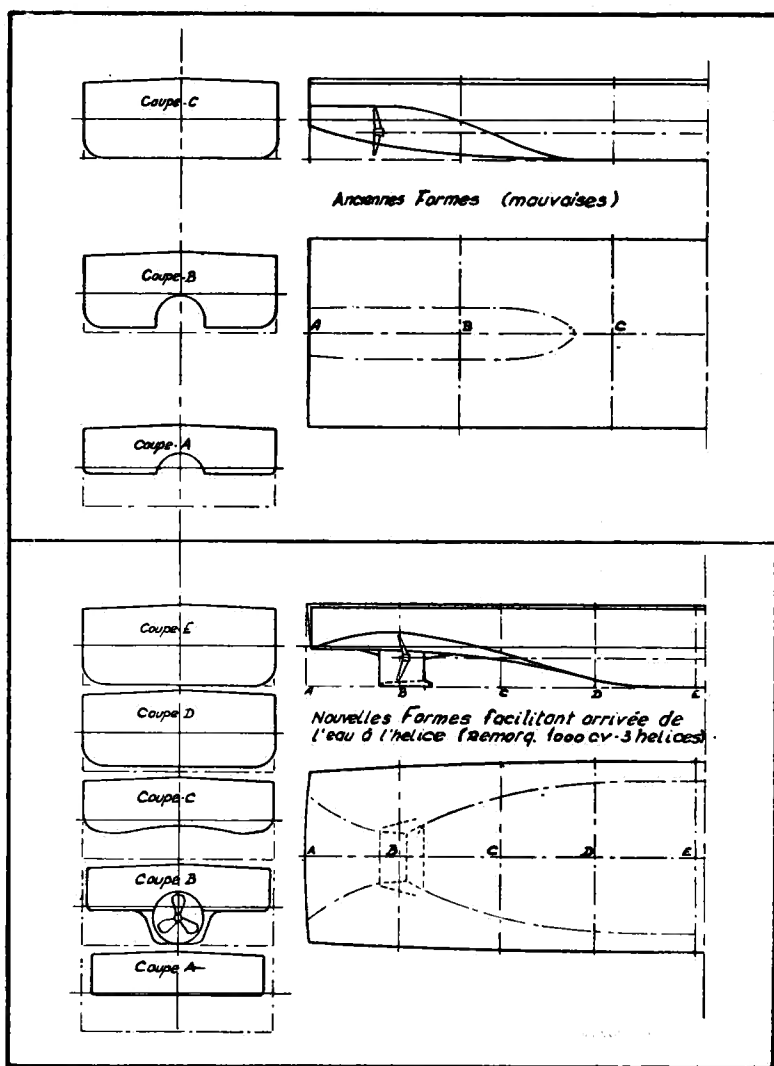 Coupe-C
Anciennes Formes (mauvaises)
Coupe-B
A
B
C
Coupe-A
Coupe-E
A
B
C
D
E
Coupe D
Nouvelles Formes facilitant arrivée de
l'eau à l'helice (Remorq. 1000 cv-3 helices)
Coupe-C
A
B
C
D
E
Coupe B
Coupe A